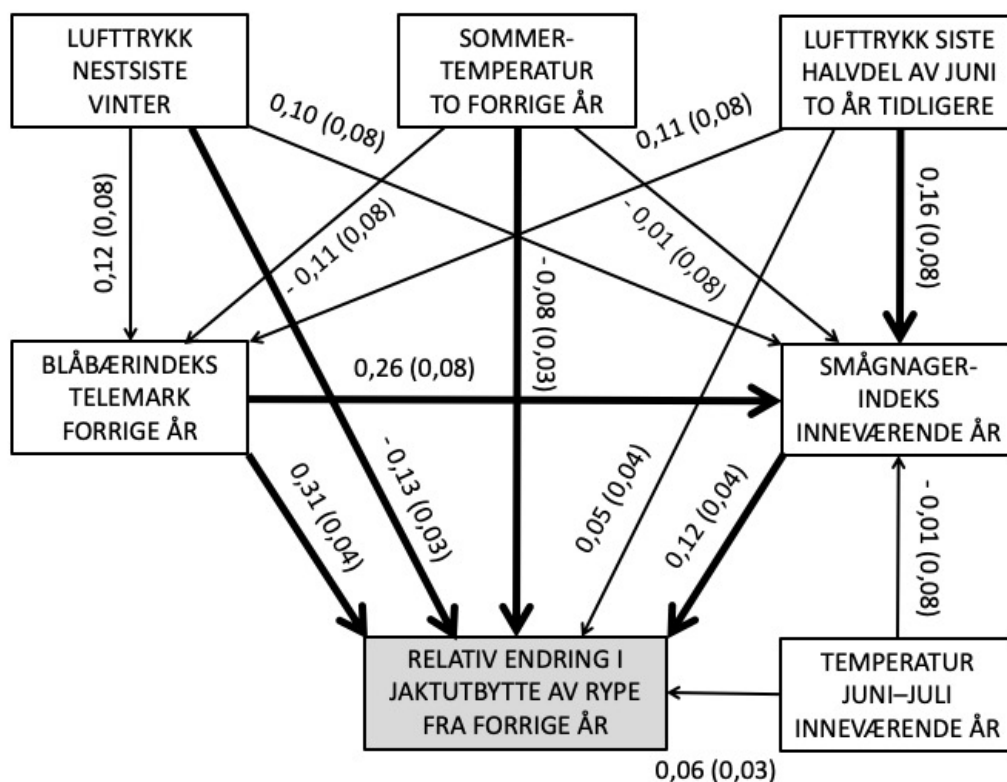 LUFTTRYKK
NESTSISTE
VINTER
SOMMER-
TEMPERATUR
TO FORRIGE ÅR
LUFTTRYKK SISTE
HALVDEL AV JUNI
TO ÅR TIDLIGERE
0,10 (0,08)
0,11 (0,08)
0,12 (0,08)
- 0,11 (0,08)
- 0,08 (0,03)
- 0,01 (0,08)
0,16 (0,08)
BLÅBÆRINDEKS
TELEMARK
FORRIGE ÅR
0,26 (0,08)
SMÅGNAGER-
INDEKS
INNEVÆRENDE ÅR
0,31 (0,04)
- 0,13 (0,03)
0,05 (0,04)
0,12 (0,04)
- 0,01 (0,08)
RELATIV ENDRING I
JAKTUTBYTTE AV RYPE
FRA FORRIGE ÅR
TEMPERATUR
JUNI–JULI
INNEVÆRENDE ÅR
0,06 (0,03)